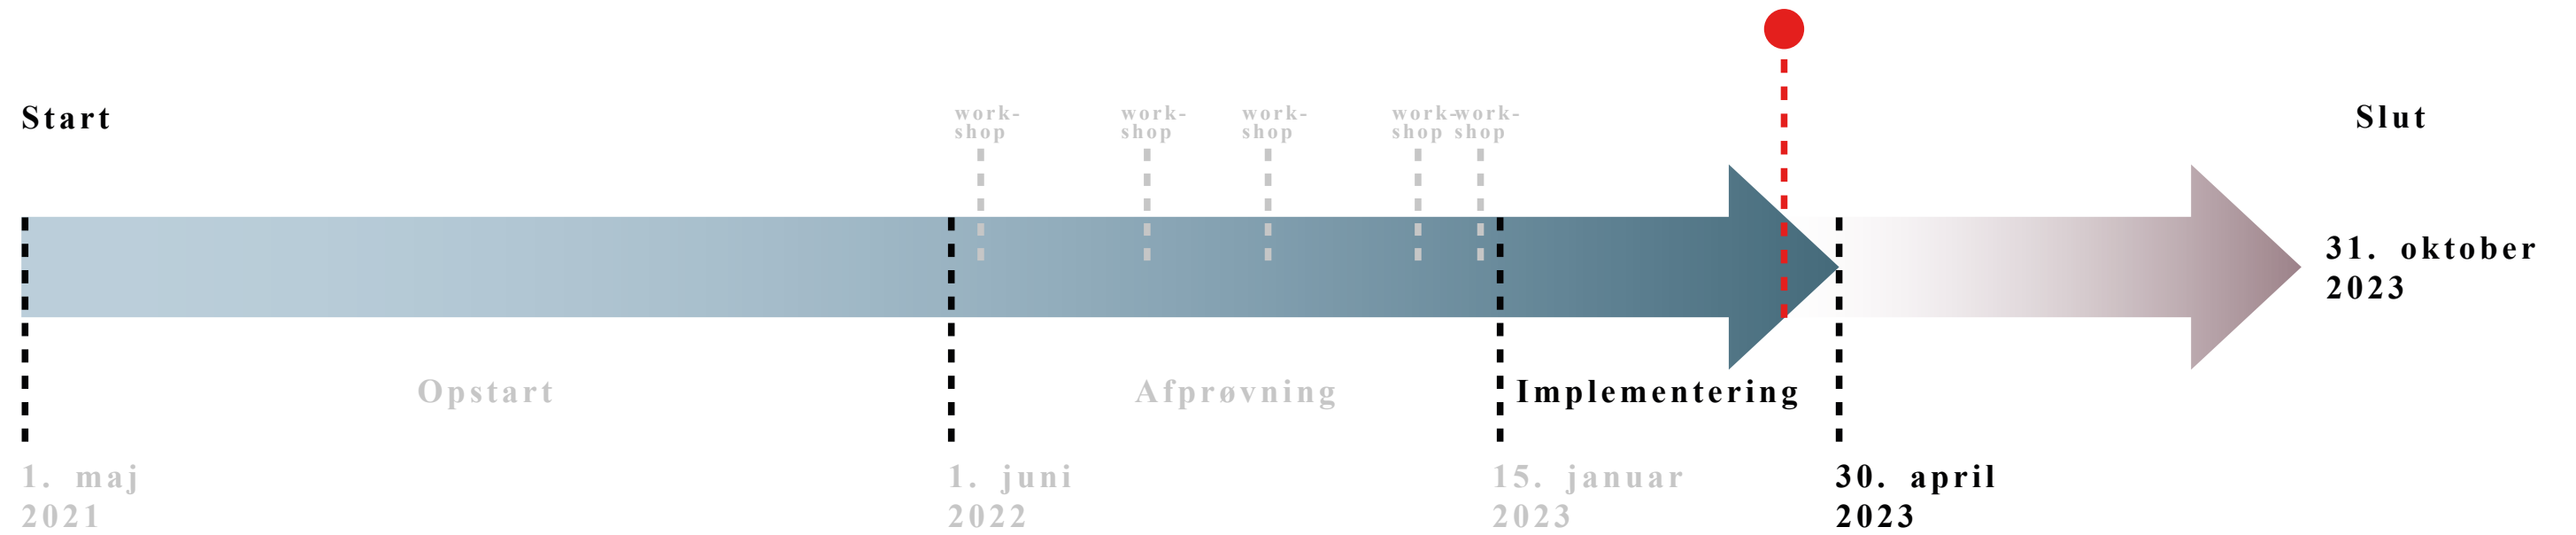 Start
work-
shop
work-
shop
work-
shop
work-
shop
work-
shop
Slut
31. oktober
2023
Opstart
Afprøvning
Implementering
1. maj
2021
1. juni
2022
15. januar
2023
30. april
2023